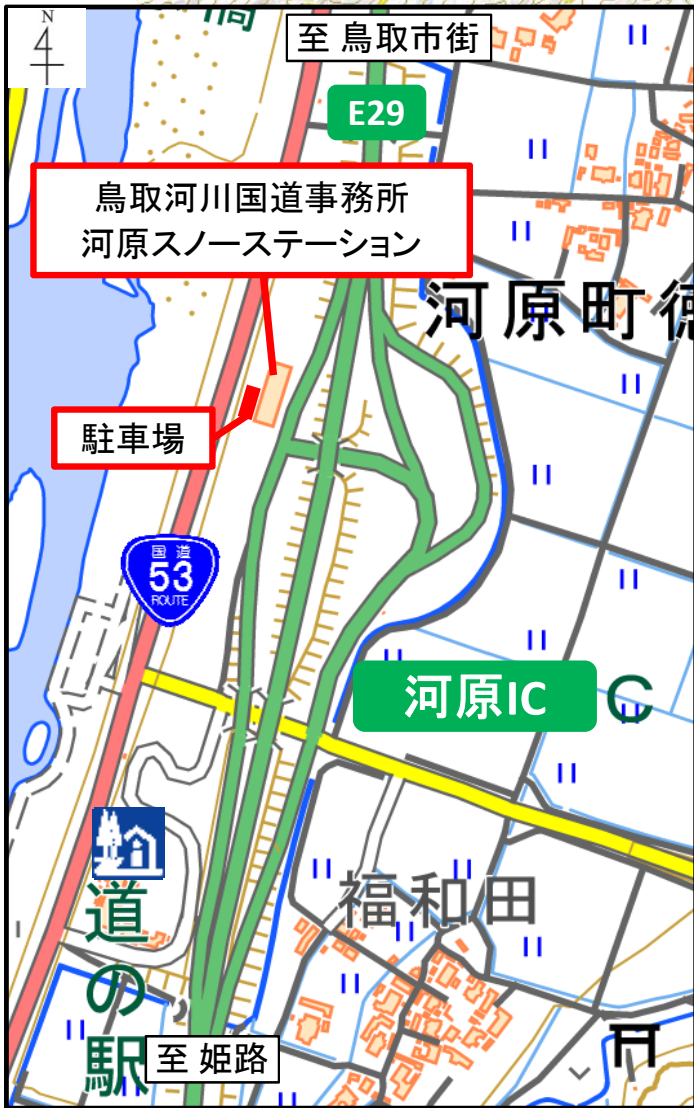 N
至 鳥取市街
E29
鳥取河川国道事務所
河原スノーステーション
河原町徳
駐車場
国道
53
ROUTE
河原IC
C
福和田
道の駅
至 姫路